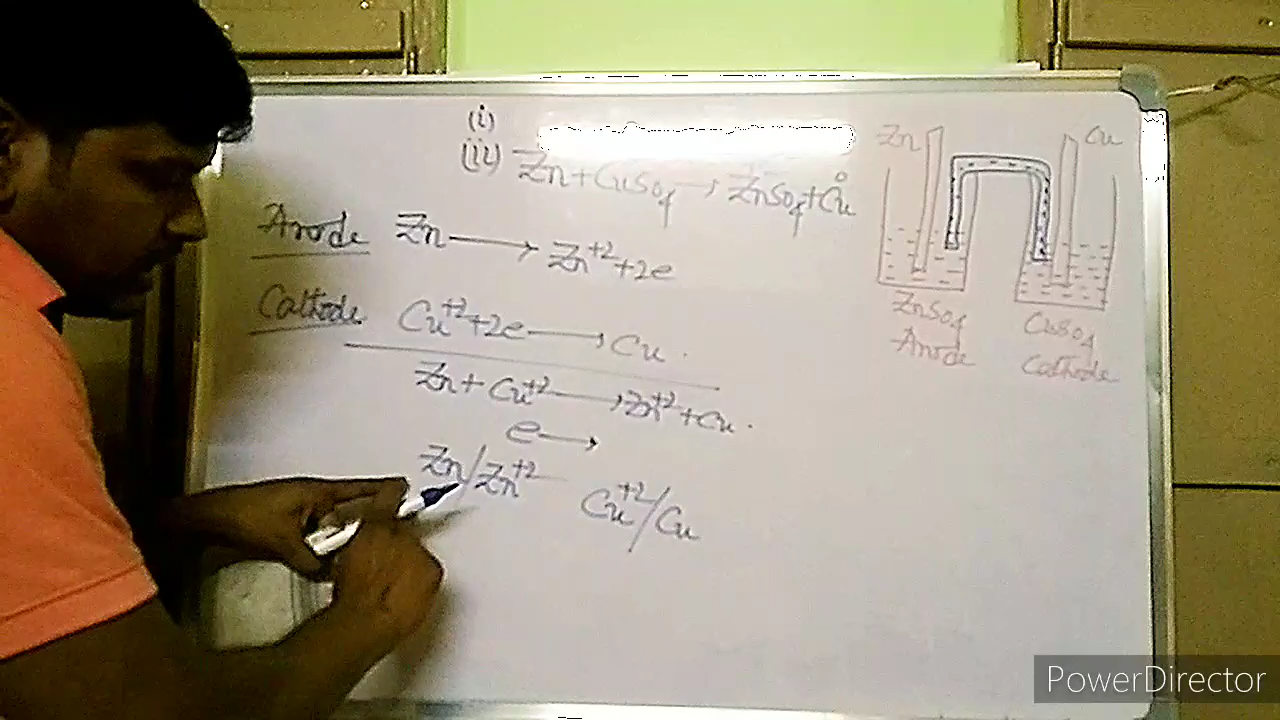 (i)
(ii) Zn + CuSO4 → ZnSO4 + Cu
Anode Zn → Zn+2 + 2e
Cathode Cu+2 + 2e → Cu.
Zn + Cu+2 → Zn+2 + Cu.
e →
Zn/Zn+2 Cu+2/Cu
Zn Cu
ZnSO4 CuSO4
Anode Cathode
PowerDirector